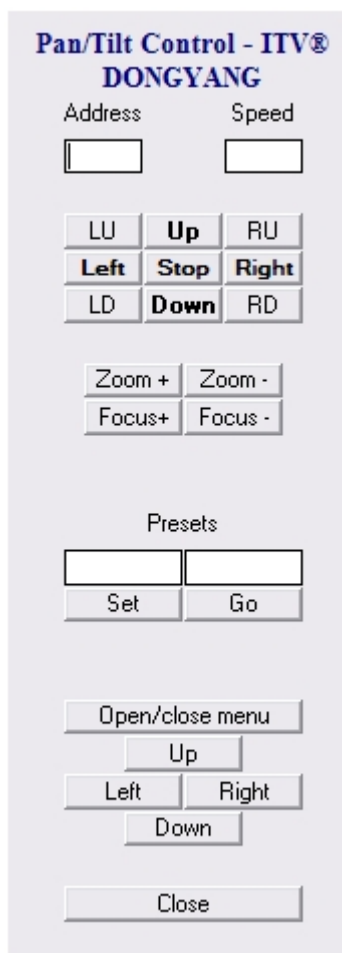 Pan/Tilt Control - ITV®
DONGYANG
Address Speed
LU Up RU
Left Stop Right
LD Down RD
Zoom + Zoom -
Focus+ Focus -
Presets
Set Go
Open/close menu
Up
Left Right
Down
Close